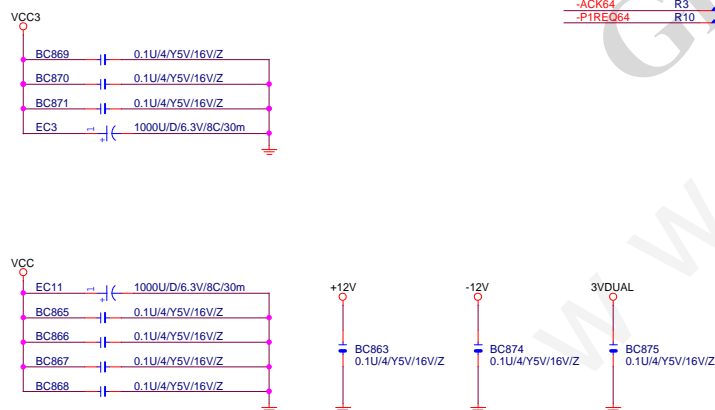 -ACK64 R3
-P1REQ64 R10
VCC3
BC869 0.1U/4/Y5V/16V/Z
BC870 0.1U/4/Y5V/16V/Z
BC871 0.1U/4/Y5V/16V/Z
EC3 1 + 1000U/D/6.3V/8C/30m
VCC
EC11 1 + 1000U/D/6.3V/8C/30m
BC865 0.1U/4/Y5V/16V/Z
BC866 0.1U/4/Y5V/16V/Z
BC867 0.1U/4/Y5V/16V/Z
BC868 0.1U/4/Y5V/16V/Z
+12V
BC863
0.1U/4/Y5V/16V/Z
-12V
BC874
0.1U/4/Y5V/16V/Z
3VDUAL
BC875
0.1U/4/Y5V/16V/Z
w w